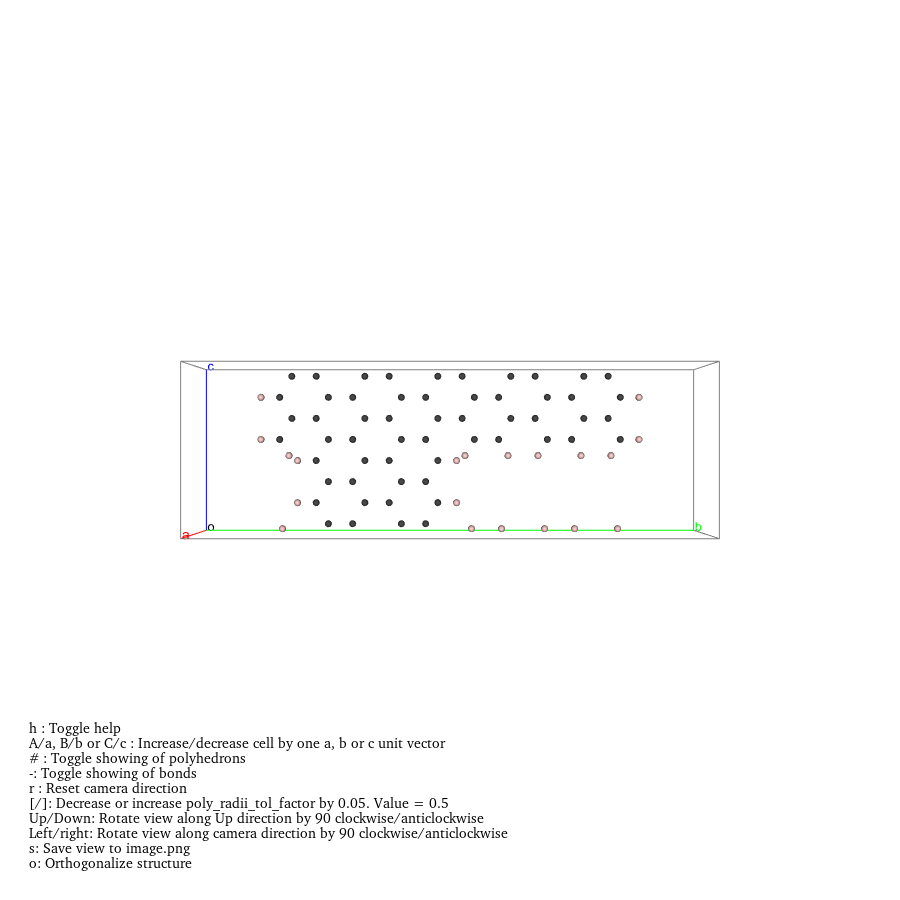 c
o
a
b
h : Toggle help
A/a, B/b or C/c : Increase/decrease cell by one a, b or c unit vector
# : Toggle showing of polyhedrons
-: Toggle showing of bonds
r : Reset camera direction
[/]: Decrease or increase poly_radii_tol_factor by 0.05. Value = 0.5
Up/Down: Rotate view along Up direction by 90 clockwise/anticlockwise
Left/right: Rotate view along camera direction by 90 clockwise/anticlockwise
s: Save view to image.png
o: Orthogonalize structure